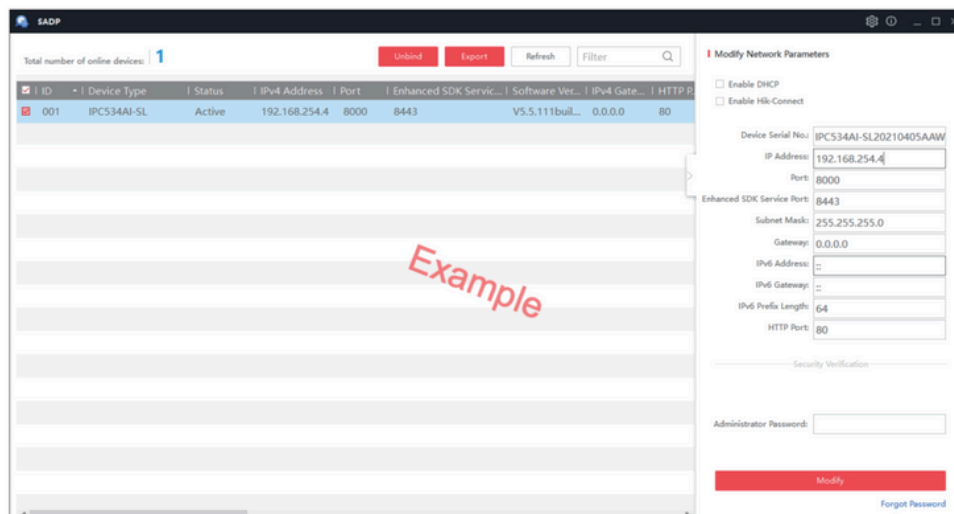 SADP
Total number of online devices: 1
Unbind
Export
Refresh
Filter
ID
Device Type
Status
IPv4 Address
Port
Enhanced SDK Servic...
Software Ver...
IPv4 Gate...
HTTP P
001
IPC534AI-SL
Active
192.168.254.4
8000
8443
V5.5.111buil...
0.0.0.0
80
Example
Modify Network Parameters
Enable DHCP
Enable Hik-Connect
Device Serial No.: IPC534AI-SL20210405AAW
IP Address: 192.168.254.4
Port: 8000
Enhanced SDK Service Port: 8443
Subnet Mask: 255.255.255.0
Gateway: 0.0.0.0
IPv6 Address: ::
IPv6 Gateway: ::
IPv6 Prefix Length: 64
HTTP Port: 80
Security Verification
Administrator Password:
Modify
Forgot Password